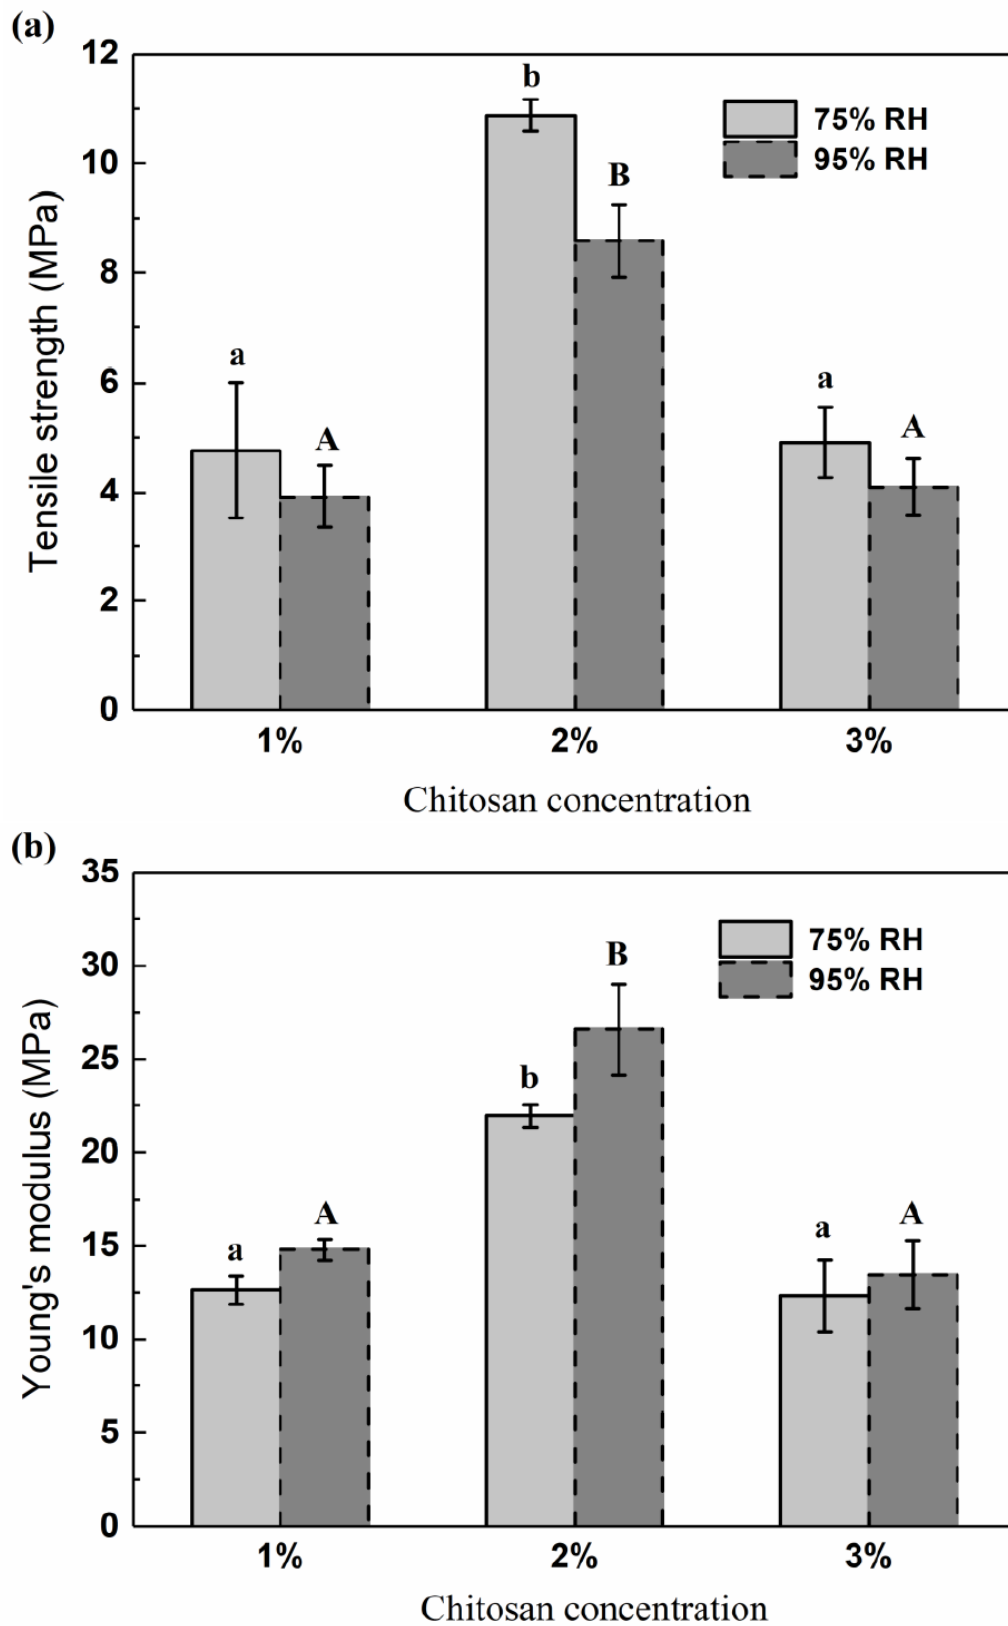 (a)
12
10
8
6
4
2
0
Tensile strength (MPa)
a
A
b
B
a
A
75% RH
95% RH
1%
2%
3%
Chitosan concentration
(b)
35
30
25
20
15
10
5
0
Young's modulus (MPa)
a
A
b
B
a
A
75% RH
95% RH
1%
2%
3%
Chitosan concentration